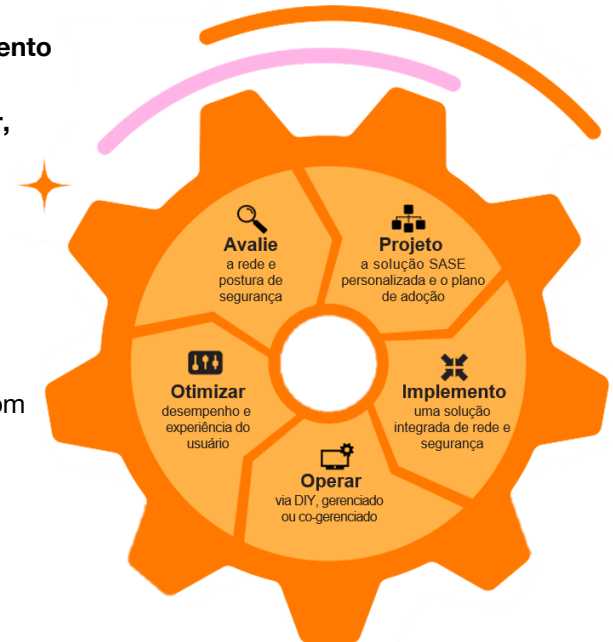 ento
r,
om
Avalie
a rede e
postura de
segurança
Projeto
a solução SASE
personalizada e o plano
de adoção
Implemento
uma solução
integrada de rede e
segurança
Operar
via DIY, gerenciado
ou co-gerenciado
Otimizar
desempenho e
experiência do
usuário